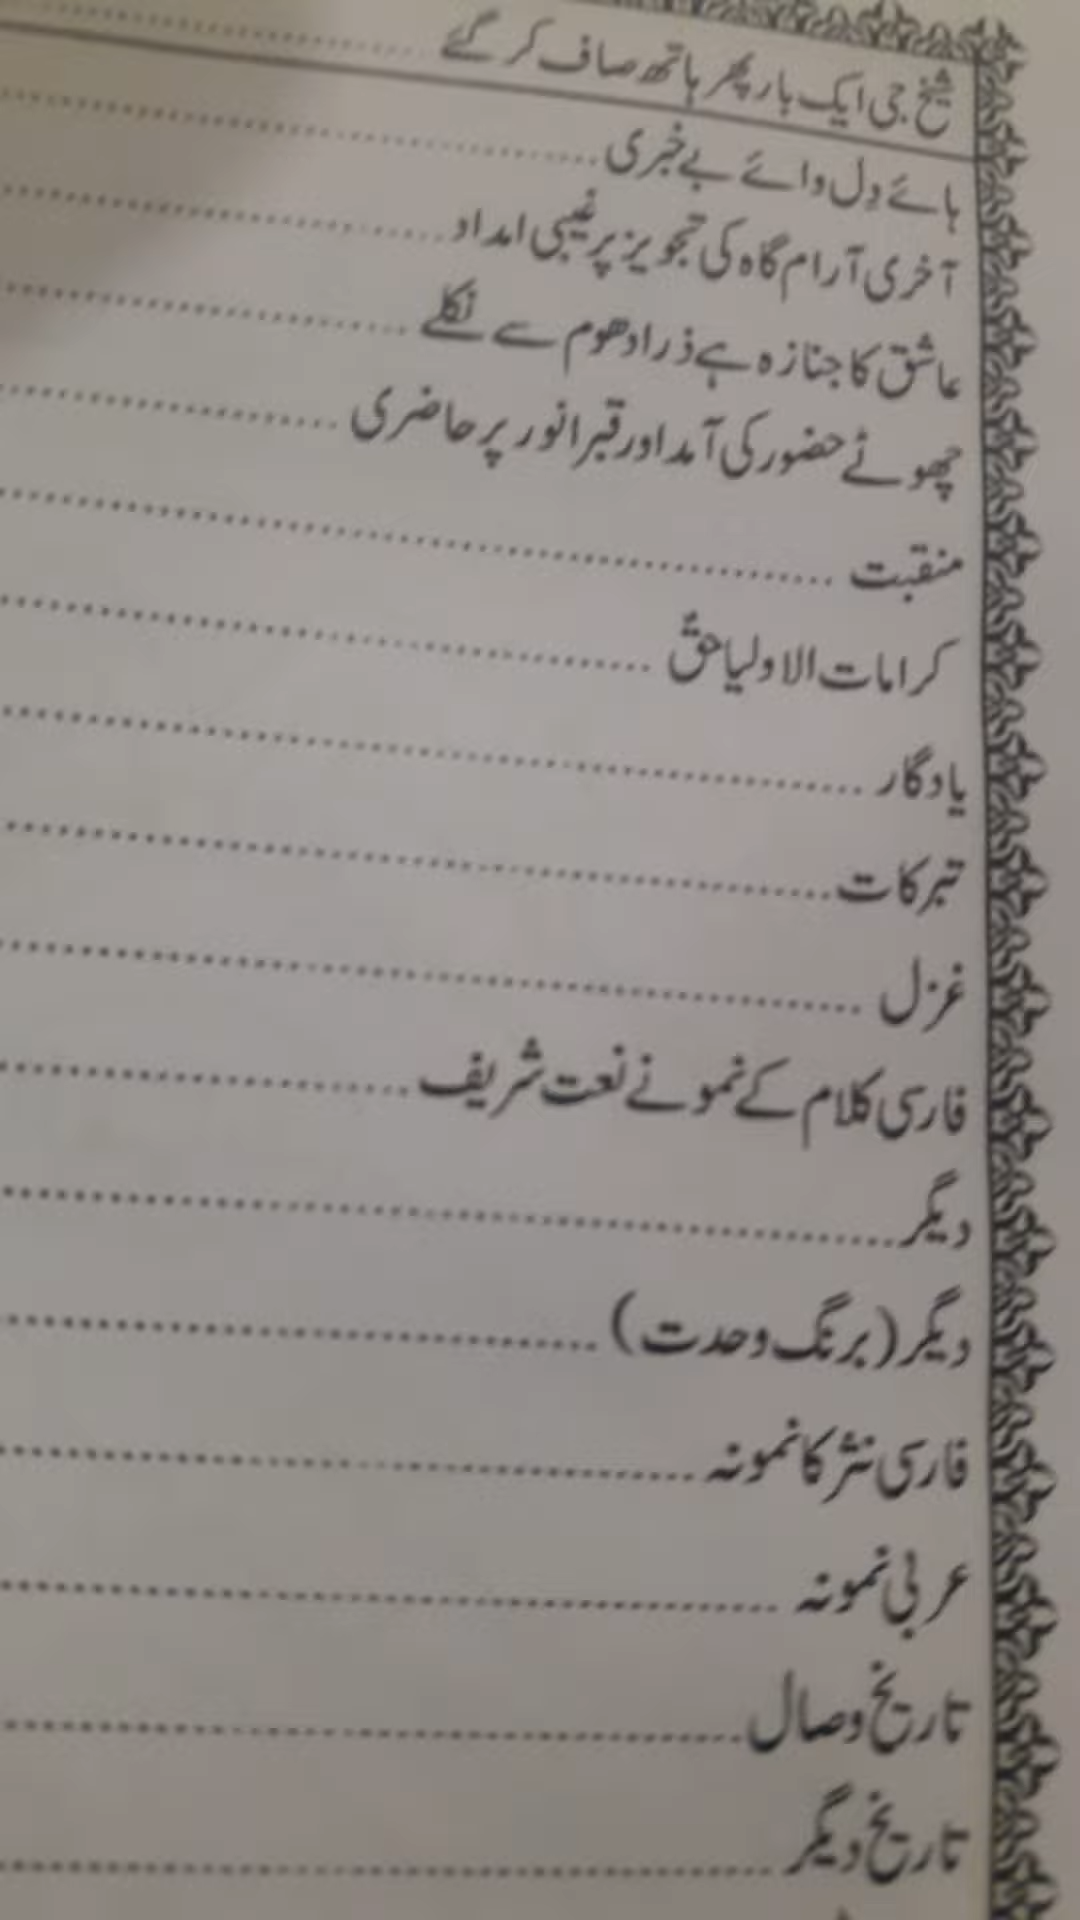 شیخ جی ایک بار پھر ہاتھ صاف کر گئے
ہائے دِل وائے بے خبری
آخری آرام گاہ کی تجویز پر غیبی امداد
عاشق کا جنازہ ہے ذرا دھوم سے نکلے
چھوٹے حضور کی آمد اور قبر انور پر حاضری
منقبت
کرامات الاولیا حقٌ
یادگار
تبرکات
غزل
فارسی کلام کے نمونے نعت شریف
دیگر
دیگر (برنگ وحدت)
فارسی نثر کا نمونہ
عربی نمونہ
تاریخ وصال
تاریخ دیگر